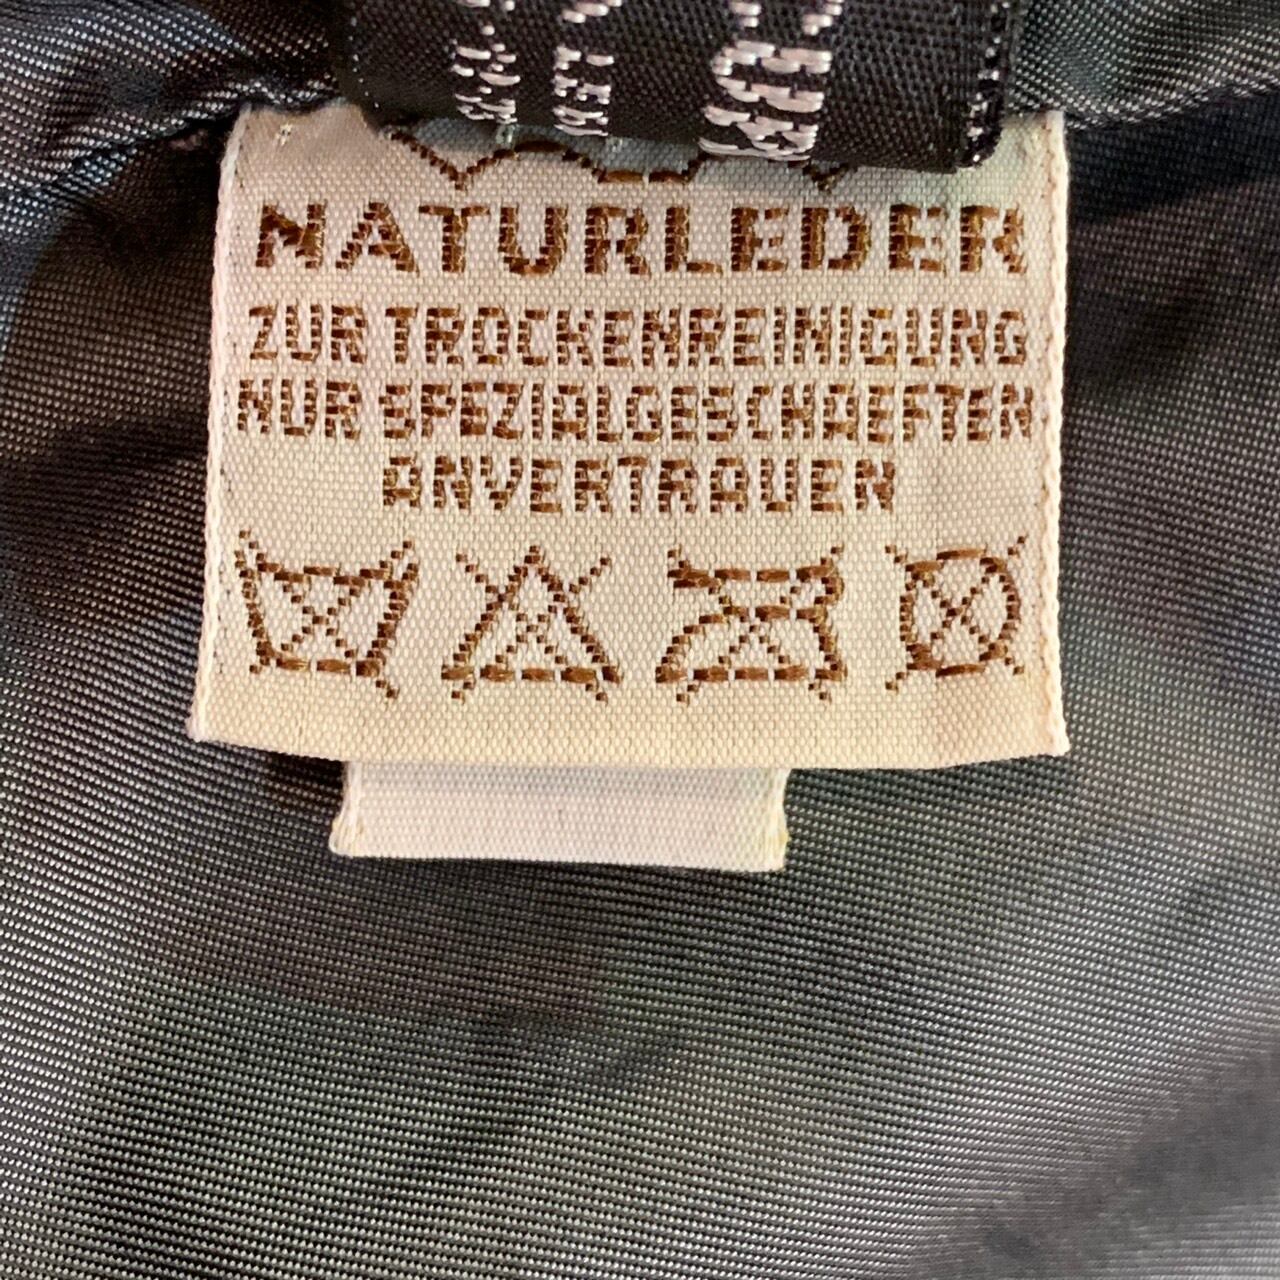 NATURLEDER
ZUR TROCKENREINIGUNG
NUR SPEZIALGESCHAEFTEN
ANVERTRAUEN